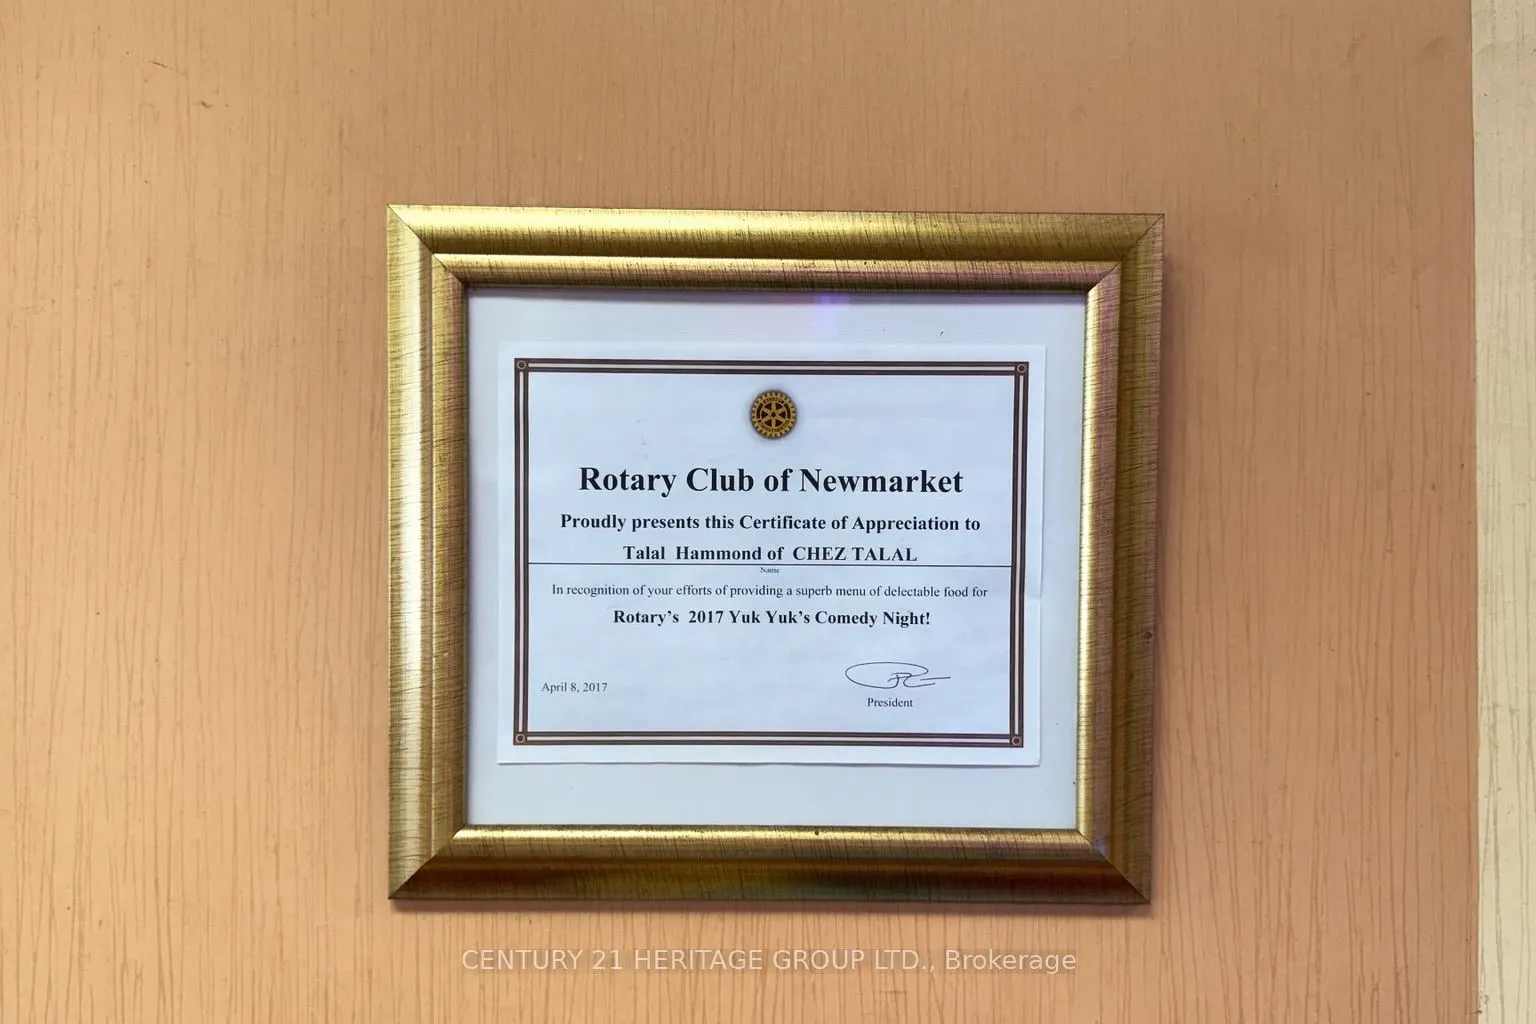 Rotary Club of Newmarket
Proudly presents this Certificate of Appreciation to
Talal Hammond of CHEZ TALAL
Name
In recognition of your efforts of providing a superb menu of delectable food for
Rotary's 2017 Yuk Yuk's Comedy Night!
April 8, 2017
President
CENTURY 21 HERITAGE GROUP LTD., Brokerage